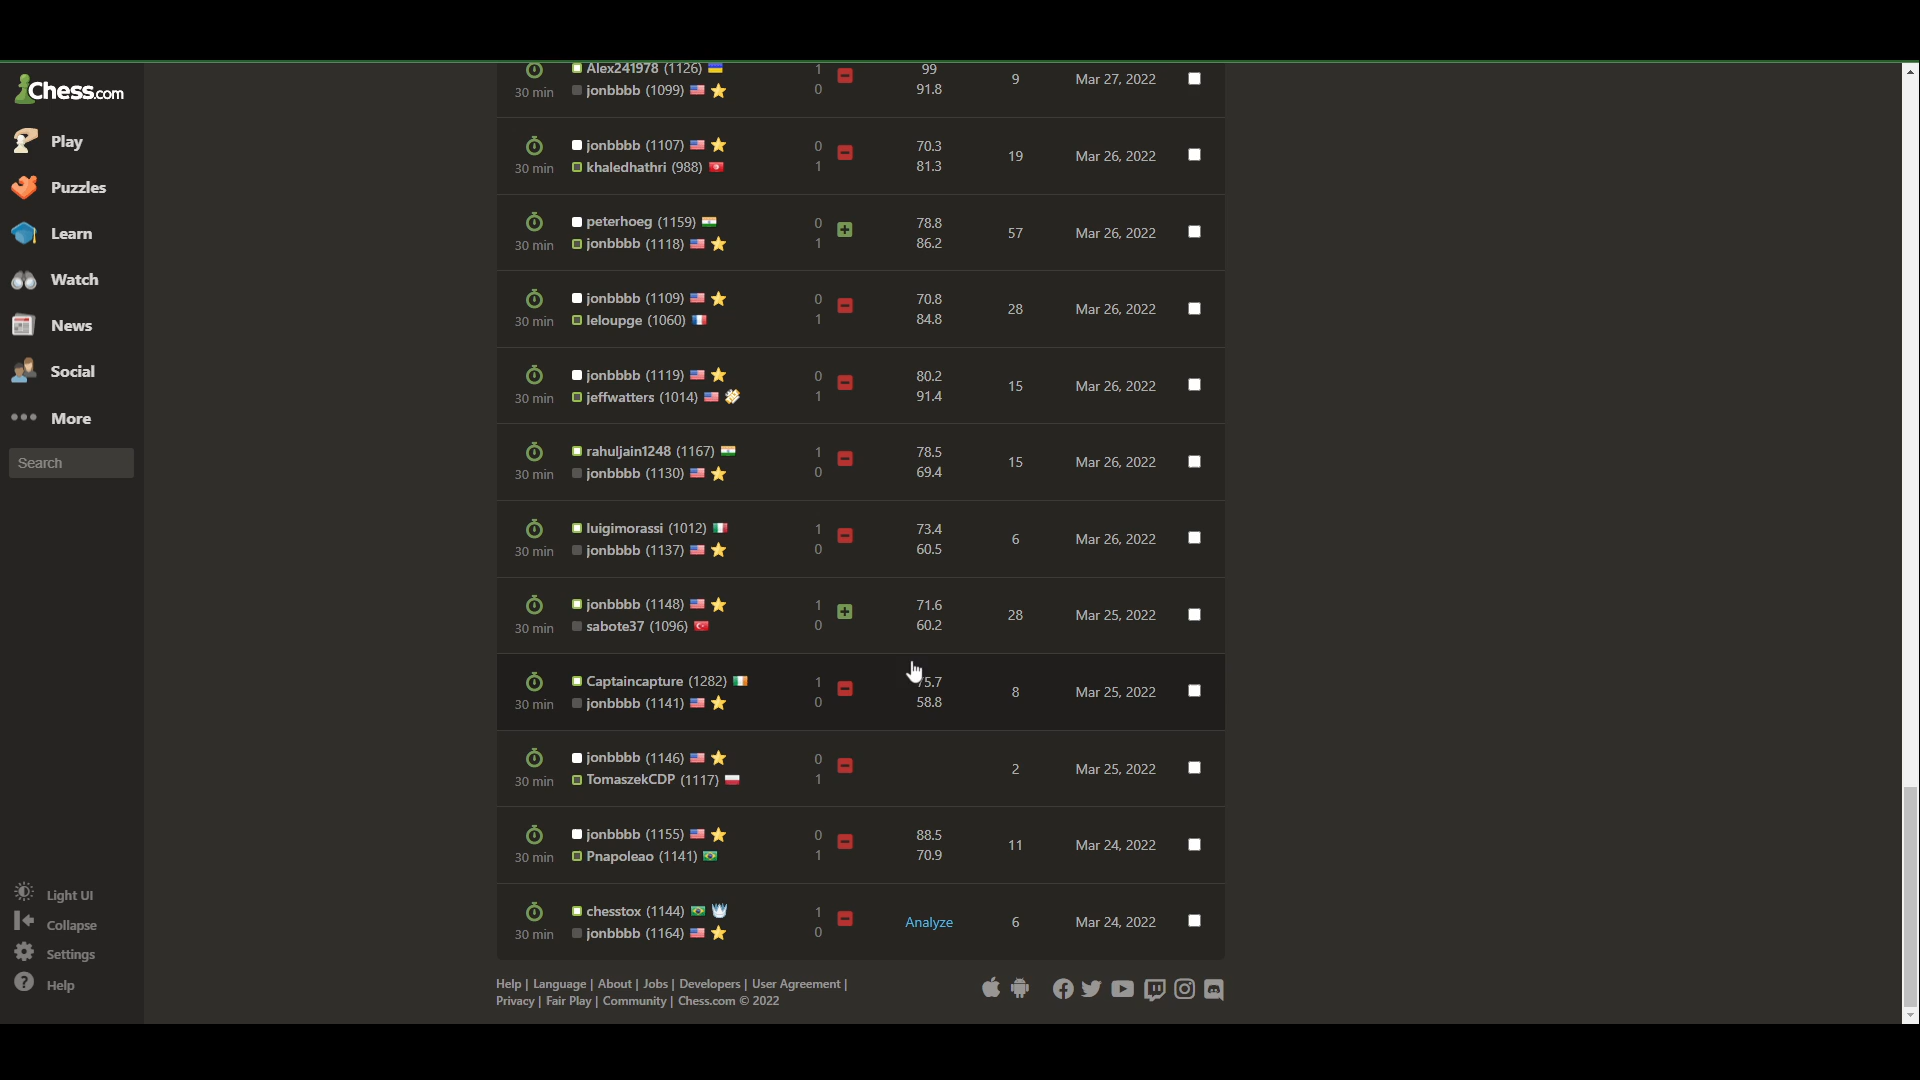 Chess.com
Play
Puzzles
Learn
Watch
News
Social
More
Search
Light UI
Collapse
Settings
Help
Alex241978 (1126) 1 99
30 min jonbbbb (1099) 0 91.8 9 Mar 27, 2022
jonbbbb (1107) 0 70.3
30 min khaledhathri (988) 1 81.3 19 Mar 26, 2022
peterhoeg (1159) 0 78.8
30 min jonbbbb (1118) 1 86.2 57 Mar 26, 2022
jonbbbb (1109) 0 70.8
30 min leloupge (1060) 1 84.8 28 Mar 26, 2022
jonbbbb (1119) 0 80.2
30 min jeffwatters (1014) 1 91.4 15 Mar 26, 2022
rahuljain1248 (1167) 1 78.5
30 min jonbbbb (1130) 0 69.4 15 Mar 26, 2022
luigimorassi (1012) 1 73.4
30 min jonbbbb (1137) 0 60.5 6 Mar 26, 2022
jonbbbb (1148) 1 71.6
30 min sabote37 (1096) 0 60.2 28 Mar 25, 2022
Captaincapture (1282) 1 75.7
30 min jonbbbb (1141) 0 58.8 8 Mar 25, 2022
jonbbbb (1146) 0
30 min TomaszekCDP (1117) 1 2 Mar 25, 2022
jonbbbb (1155) 0 88.5
30 min Pnapoleao (1141) 1 70.9 11 Mar 24, 2022
chesstox (1144) 1 Analyze
30 min jonbbbb (1164) 0 6 Mar 24, 2022
Help | Language | About | Jobs | Developers | User Agreement |
Privacy | Fair Play | Community | Chess.com © 2022